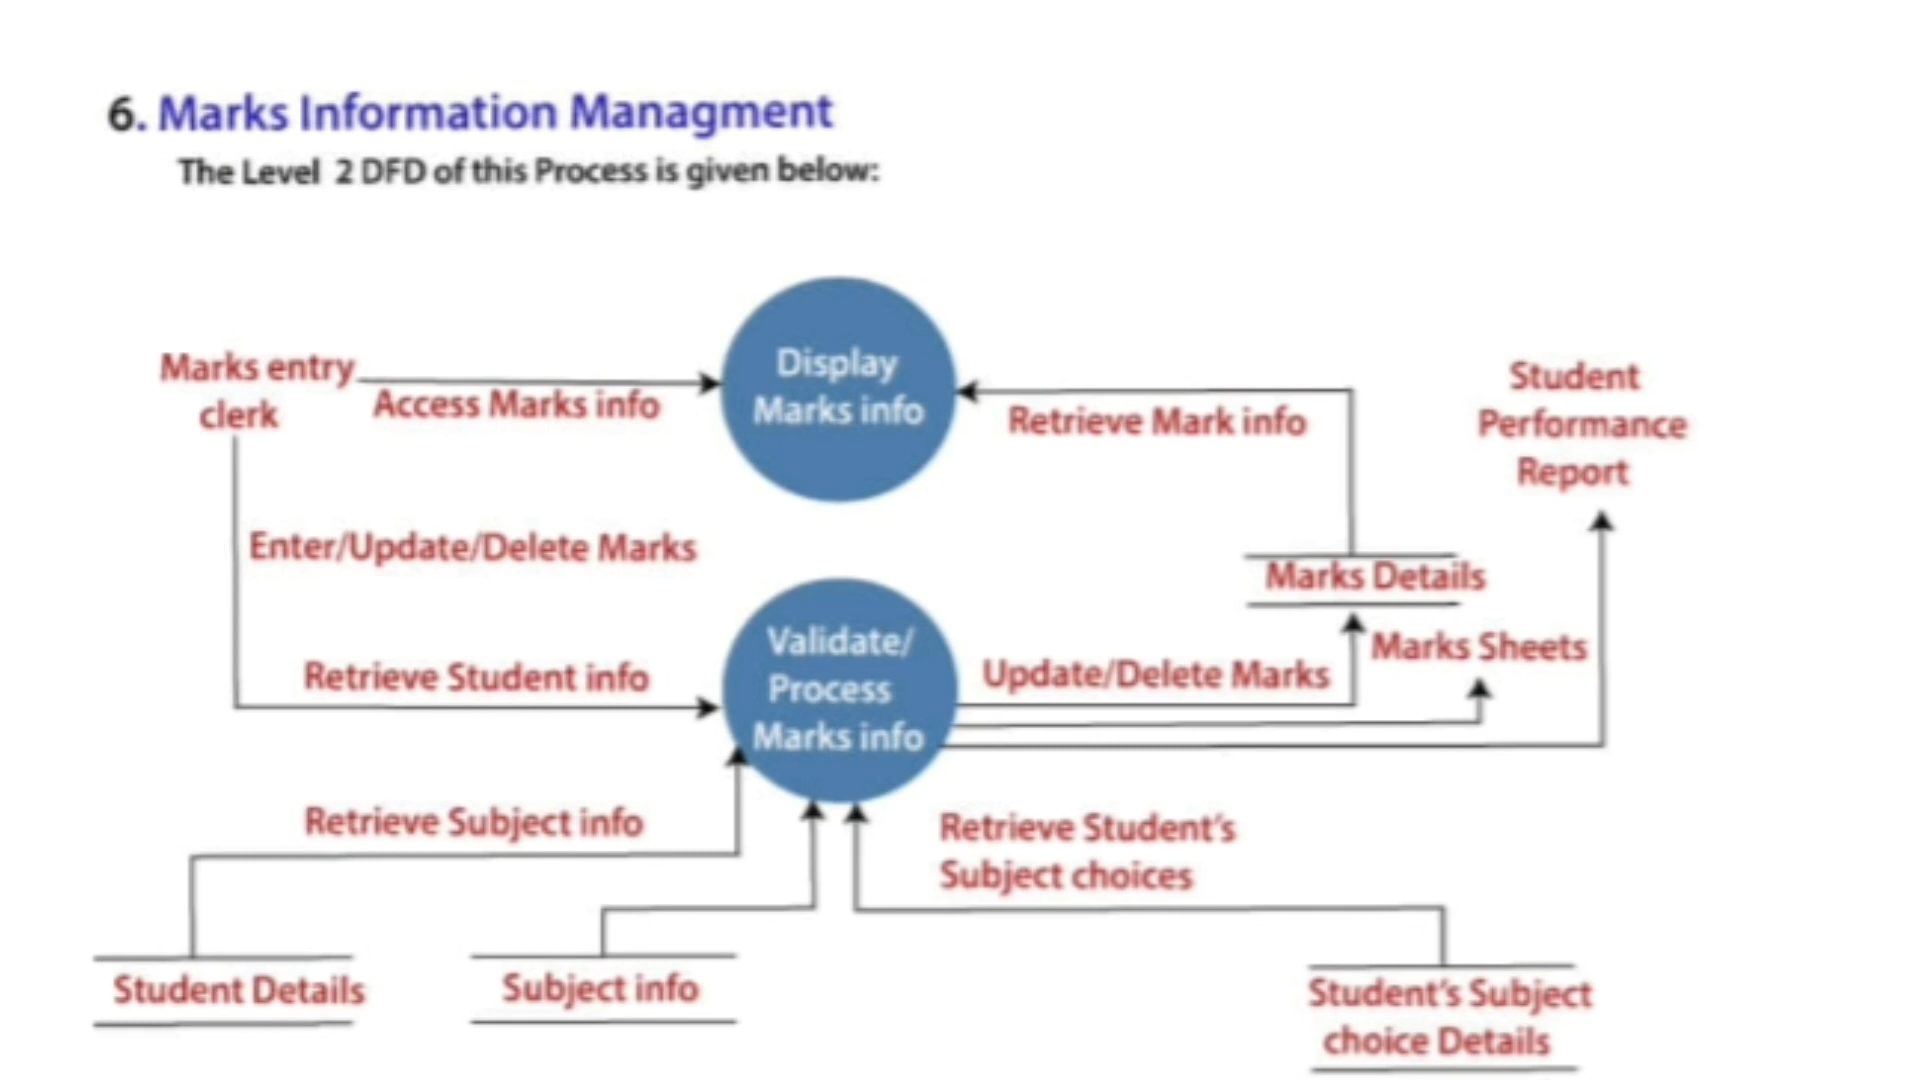 6. Marks Information Managment
The Level 2 DFD of this Process is given below:
Marks entry
clerk
Access Marks info
Display
Marks info
Retrieve Mark info
Student
Performance
Report
Enter/Update/Delete Marks
Marks Details
Validate/
Process
Marks info
Retrieve Student info
Update/Delete Marks
Marks Sheets
Retrieve Subject info
Retrieve Student's
Subject choices
Student Details
Subject info
Student's Subject
choice Details